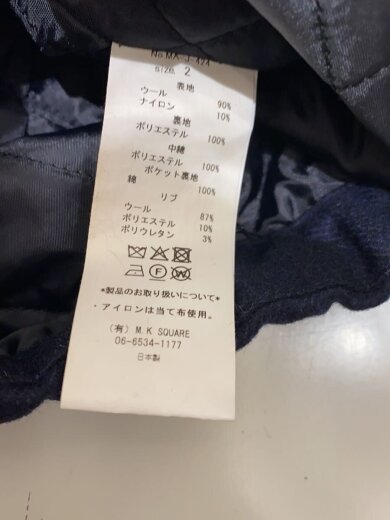 No.MA-J-424
SIZE 2
表地
ウール 90%
ナイロン 10%
裏地
ポリエステル 100%
中綿
ポリエステル 100%
ポケット裏地
綿 100%
リブ
ウール 87%
ポリエステル 10%
ポリウレタン 3%
*製品のお取り扱いについて*
・アイロンは当て布使用。
(有) M.K SQUARE
06-6534-1177
日本製